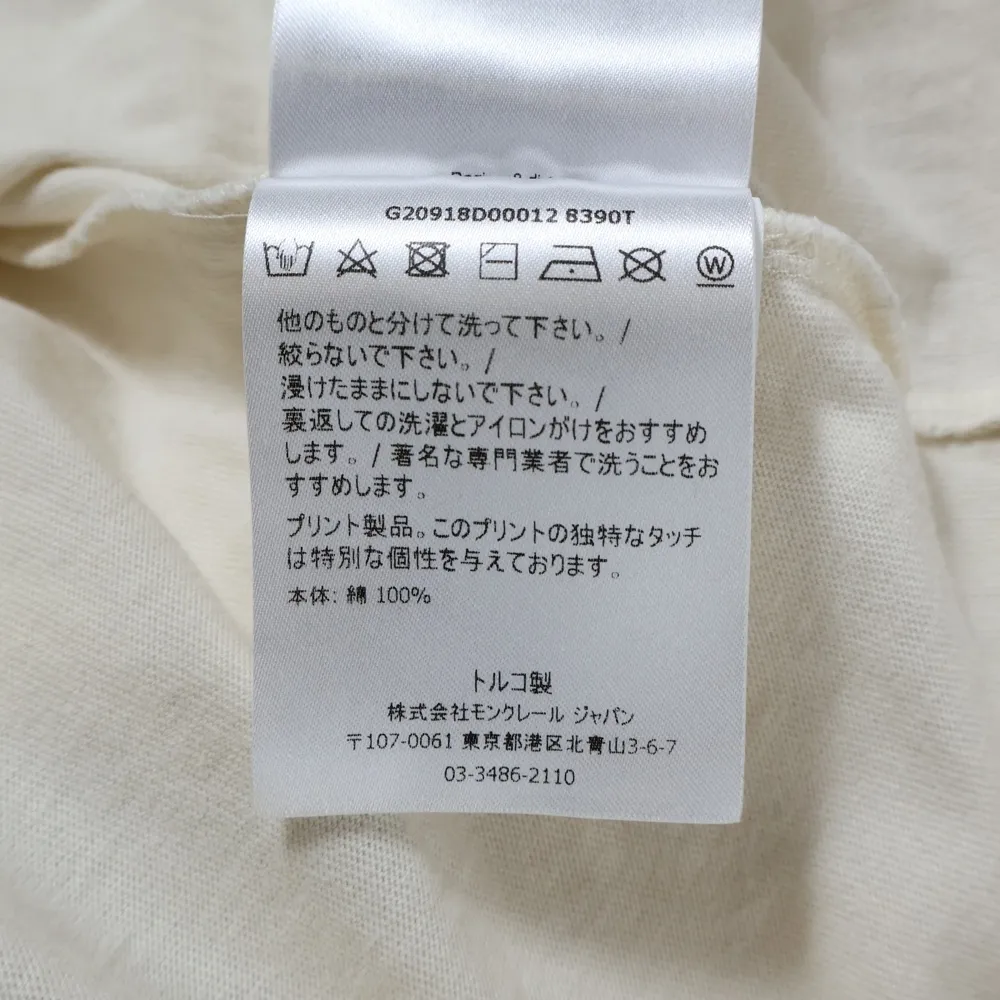 G20918D00012 8390T
W
他のものと分けて洗って下さい。/
絞らないで下さい。/
浸けたままにしないで下さい。/
裏返しての洗濯とアイロンがけをおすすめ
します。/ 著名な専門業者で洗うことをお
すすめします。
プリント製品。このプリントの独特なタッチ
は特別な個性を与えております。
本体: 綿 100%
トルコ製
株式会社モンクレール ジャパン
〒107-0061 東京都港区北青山3-6-7
03-3486-2110